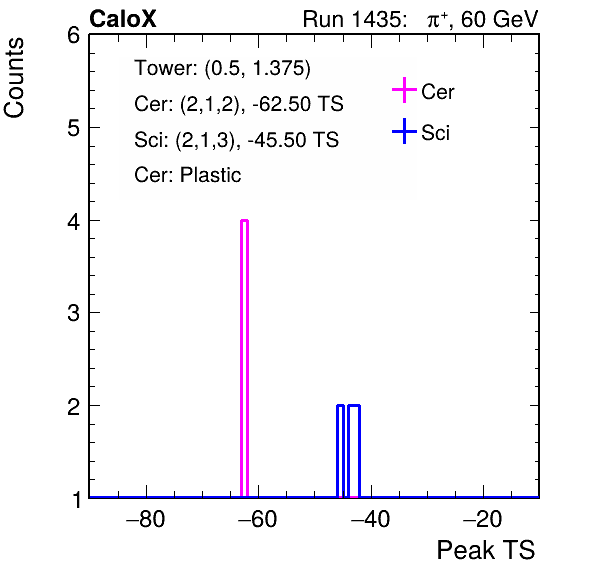 CaloX Run 1435: π⁺, 60 GeV
Counts
6
5
4
3
2
1
Tower: (0.5, 1.375)
Cer: (2,1,2), -62.50 TS
Sci: (2,1,3), -45.50 TS
Cer: Plastic
Cer
Sci
−80 −60 −40 −20
Peak TS